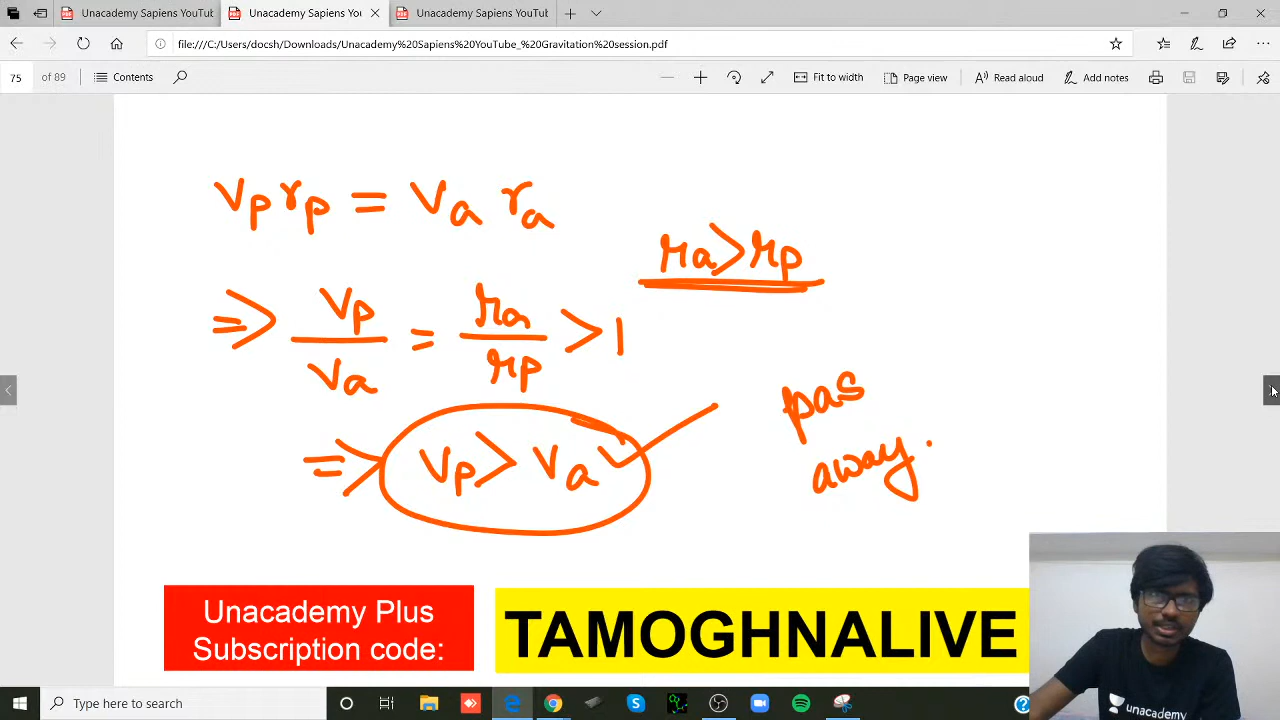 Unacademy Sapiens YouTub
Unacademy Sapiens YouTul
Unacademy Sapiens YouTub
file:///C:/Users/docsh/Downloads/Unacademy%20Sapiens%20YouTube_%20Gravitation%20session.pdf
75 of 89 Contents Fit to width Page view Read aloud Add notes
vₚ rₚ = vₐ rₐ
rₐ > rₚ
⇒ vₚ/vₐ = rₐ/rₚ > 1
⇒ vₚ > vₐ ✓
pas
away.
Unacademy Plus
Subscription code:
TAMOGHNALIVE
unacademy
Type here to search